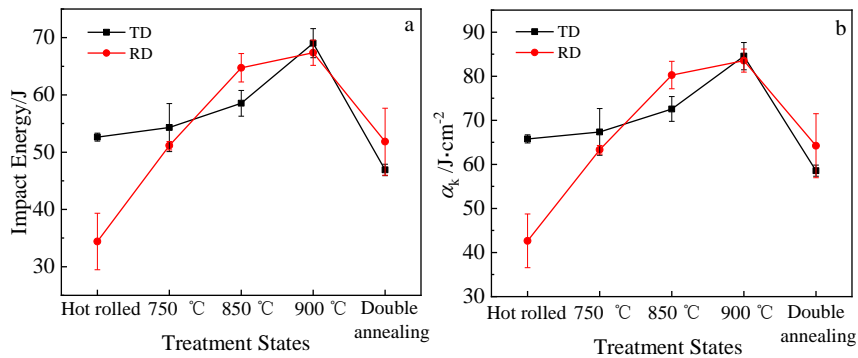 a
TD
RD
70
60
50
40
30
Impact Energy/J
Hot rolled 750 ℃ 850 ℃ 900 ℃ Double
annealing
Treatment States
b
TD
RD
100
90
80
70
60
50
40
30
αk /J·cm-2
Hot rolled 750 ℃ 850 ℃ 900 ℃ Double
annealing
Treatment States